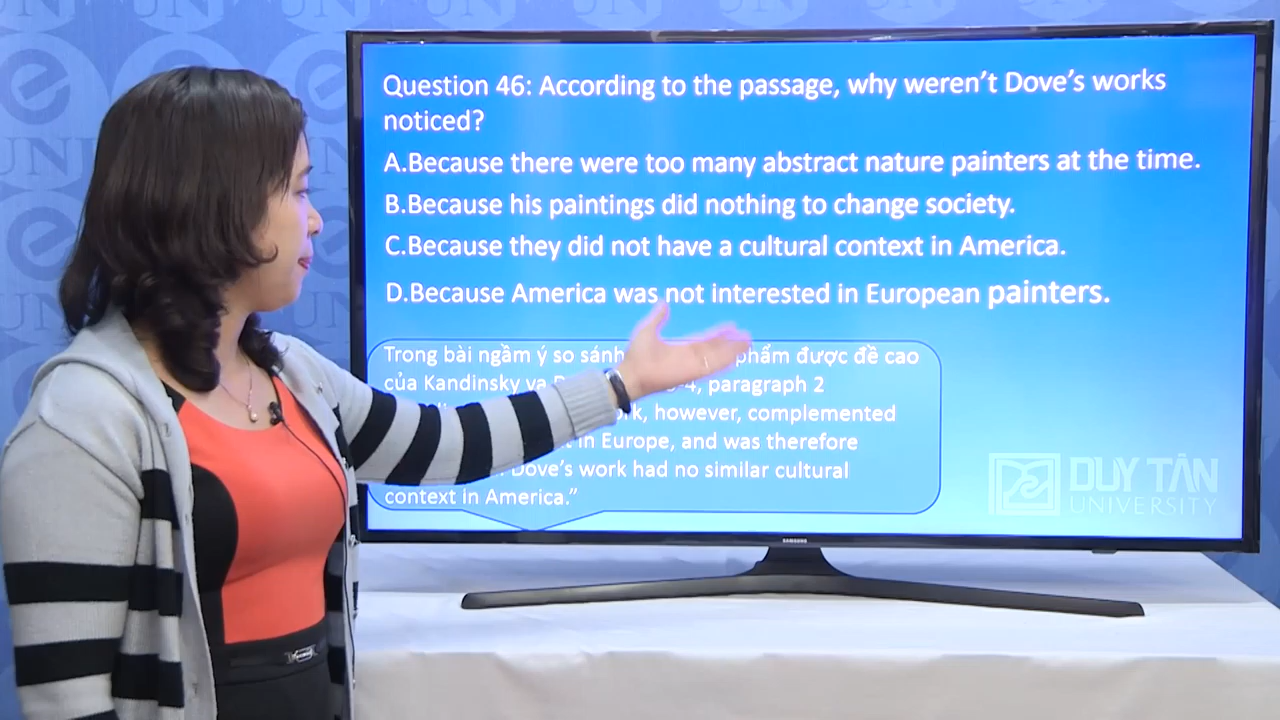 Question 46: According to the passage, why weren't Dove's works
noticed?
A.Because there were too many abstract nature painters at the time.
B.Because his paintings did nothing to change society.
C.Because they did not have a cultural context in America.
D.Because America was not interested in European painters.
Trong bài ngầm ý so sánh phẩm được đề cao
của Kandinsky va paragraph 2
however, complemented
in Europe, and was therefore
Dove's work had no similar cultural
context in America."
DUY TÂN
UNIVERSITY
SAMSUNG